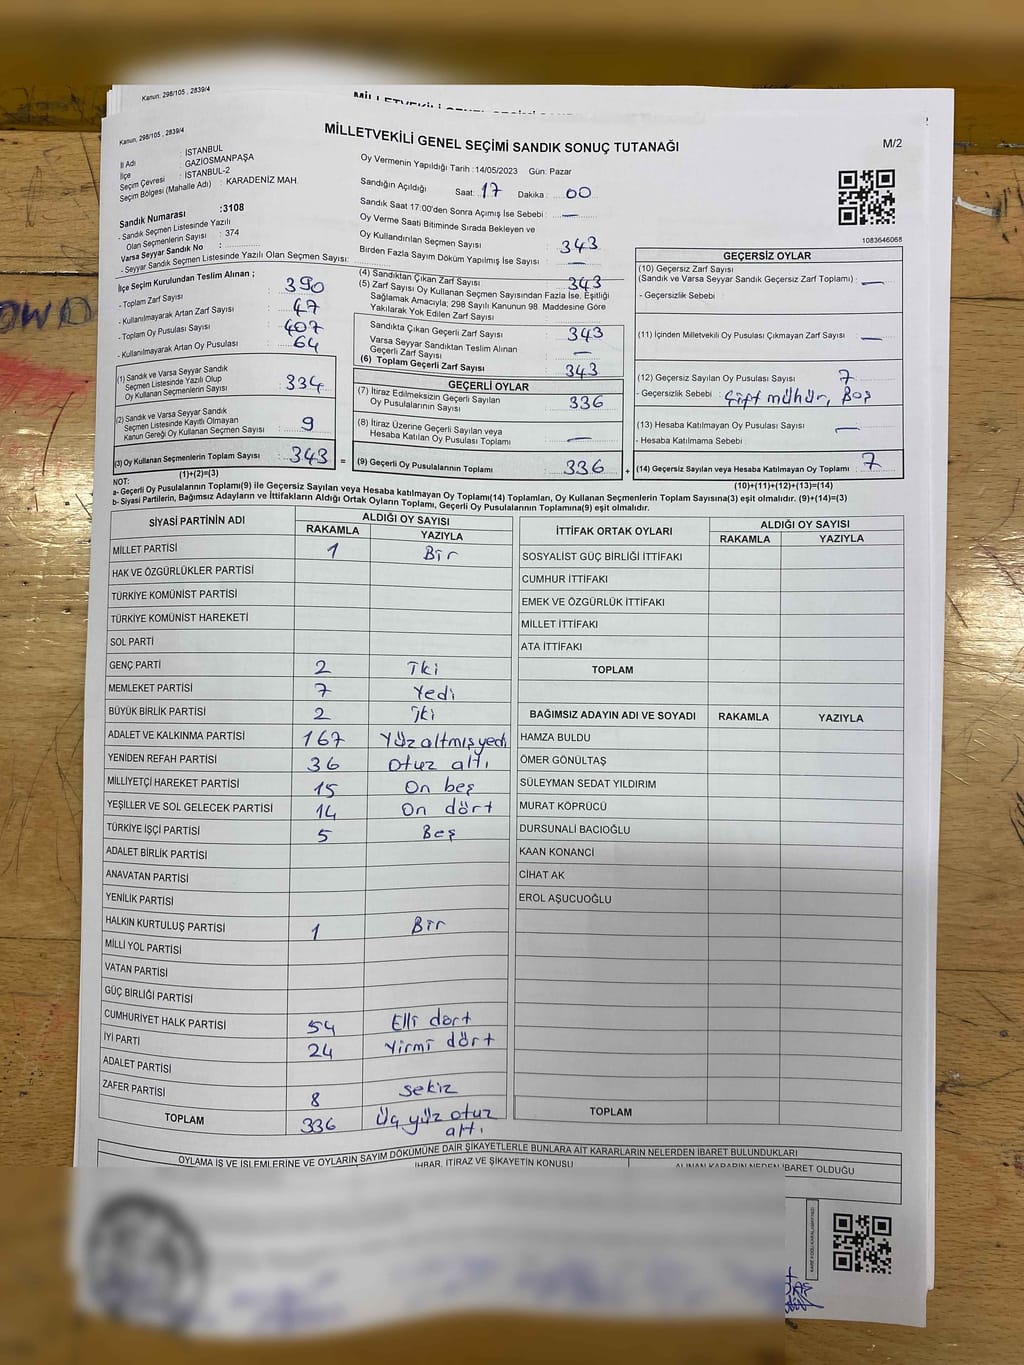 Kanun: 298/105 , 2839/4
Kanun: 298/105 , 2839/4
MİLLETVEKİLİ GENEL SEÇİMİ SANDIK SONUÇ TUTANAĞI
M/2
İl Adı : İSTANBUL
İlçe : GAZİOSMANPAŞA
Seçim Çevresi : İSTANBUL-2
Seçim Bölgesi (Mahalle Adı) : KARADENİZ MAH.
Oy Vermenin Yapıldığı Tarih : 14/05/2023 Gün: Pazar
Sandığın Açıldığı Saat: 17 Dakika : 00
Sandık Saat 17:00'den Sonra Açımış İse Sebebi : —
Oy Verme Saati Bitiminde Sırada Bekleyen ve
Oy Kullandırılan Seçmen Sayısı : 343
Birden Fazla Sayım Döküm Yapılmış İse Sayısı : —
Sandık Numarası :3108
- Sandık Seçmen Listesinde Yazılı
Olan Seçmenlerin Sayısı : 374
Varsa Seyyar Sandık No :
- Seyyar Sandık Seçmen Listesinde Yazılı Olan Seçmen Sayısı:
1083646068
İlçe Seçim Kurulundan Teslim Alınan ;
- Toplam Zarf Sayısı : 390
- Kullanılmayarak Artan Zarf Sayısı : 47
- Toplam Oy Pusulası Sayısı : 407
- Kullanılmayarak Artan Oy Pusulası : 64
(1) Sandık ve Varsa Seyyar Sandık
Seçmen Listesinde Yazılı Olup
Oy Kullanan Seçmenlerin Sayısı : 334
(2) Sandık ve Varsa Seyyar Sandık
Seçmen Listesinde Kayıtlı Olmayan
Kanun Gereği Oy Kullanan Seçmen Sayısı : 9
(3) Oy Kullanan Seçmenlerin Toplam Sayısı : 343 =
(1)+(2)=(3)
(4) Sandıktan Çıkan Zarf Sayısı : 343
(5) Zarf Sayısı Oy Kullanan Seçmen Sayısından Fazla İse, Eşitliği
Sağlamak Amacıyla; 298 Sayılı Kanunun 98. Maddesine Göre
Yakılarak Yok Edilen Zarf Sayısı
Sandıkta Çıkan Geçerli Zarf Sayısı : 343
Varsa Seyyar Sandıktan Teslim Alınan
Geçerli Zarf Sayısı : —
(6) Toplam Geçerli Zarf Sayısı : 343
GEÇERLİ OYLAR
(7) İtiraz Edilmeksizin Geçerli Sayılan
Oy Pusulalarının Sayısı : 336
(8) İtiraz Üzerine Geçerli Sayılan veya
Hesaba Katılan Oy Pusulası Toplamı : —
(9) Geçerli Oy Pusulalarının Toplamı : 336 +
GEÇERSİZ OYLAR
(10) Geçersiz Zarf Sayısı
(Sandık ve Varsa Seyyar Sandık Geçersiz Zarf Toplamı) : —
- Geçersizlik Sebebi :
(11) İçinden Milletvekili Oy Pusulası Çıkmayan Zarf Sayısı : —
(12) Geçersiz Sayılan Oy Pusulası Sayısı : 7
- Geçersizlik Sebebi : Çift mühür, Boş
(13) Hesaba Katılmayan Oy Pusulası Sayısı : —
- Hesaba Katılmama Sebebi :
(14) Geçersiz Sayılan veya Hesaba Katılmayan Oy Toplamı : 7
(10)+(11)+(12)+(13)=(14)
NOT:
a- Geçerli Oy Pusulalarının Toplamı(9) ile Geçersiz Sayılan veya Hesaba katılmayan Oy Toplamı(14) Toplamları, Oy Kullanan Seçmenlerin Toplam Sayısına(3) eşit olmalıdır. (9)+(14)=(3)
b- Siyasi Partilerin, Bağımsız Adayların ve İttifakların Aldığı Ortak Oyların Toplamı, Geçerli Oy Pusulalarının Toplamına(9) eşit olmalıdır.
SİYASİ PARTİNİN ADI ALDIĞI OY SAYISI
RAKAMLA YAZIYLA
MİLLET PARTİSİ 1 Bir
HAK VE ÖZGÜRLÜKLER PARTİSİ
TÜRKİYE KOMÜNİST PARTİSİ
TÜRKİYE KOMÜNİST HAREKETİ
SOL PARTİ
GENÇ PARTİ 2 İki
MEMLEKET PARTİSİ 7 Yedi
BÜYÜK BİRLİK PARTİSİ 2 İki
ADALET VE KALKINMA PARTİSİ 167 Yüz altmış yedi
YENİDEN REFAH PARTİSİ 36 otuz altı
MİLLİYETÇİ HAREKET PARTİSİ 15 On beş
YEŞİLLER VE SOL GELECEK PARTİSİ 14 On dört
TÜRKİYE İŞÇİ PARTİSİ 5 Beş
ADALET BİRLİK PARTİSİ
ANAVATAN PARTİSİ
YENİLİK PARTİSİ
HALKIN KURTULUŞ PARTİSİ 1 Bir
MİLLİ YOL PARTİSİ
VATAN PARTİSİ
GÜÇ BİRLİĞİ PARTİSİ
CUMHURİYET HALK PARTİSİ 54 Elli dört
İYİ PARTİ 24 Yirmi dört
ADALET PARTİSİ
ZAFER PARTİSİ 8 sekiz
TOPLAM 336 Üç yüz otuz
altı
İTTİFAK ORTAK OYLARI ALDIĞI OY SAYISI
RAKAMLA YAZIYLA
SOSYALİST GÜÇ BİRLİĞİ İTTİFAKI
CUMHUR İTTİFAKI
EMEK VE ÖZGÜRLÜK İTTİFAKI
MİLLET İTTİFAKI
ATA İTTİFAKI
TOPLAM
BAĞIMSIZ ADAYIN ADI VE SOYADI RAKAMLA YAZIYLA
HAMZA BULDU
ÖMER GÖNÜLTAŞ
SÜLEYMAN SEDAT YILDIRIM
MURAT KÖPRÜCÜ
DURSUNALİ BACIOĞLU
KAAN KONANCİ
CİHAT AK
EROL AŞUCUOĞLU
TOPLAM
OYLAMA İŞ VE İŞLEMLERİNE VE OYLARIN SAYIM DÖKÜMÜNE DAİR ŞİKAYETLERLE BUNLARA AİT KARARLARIN NELERDEN İBARET BULUNDUKLARI
İHBAR, İTİRAZ VE ŞİKAYETİN KONUSU ALINAN KARARIN NEDEN İBARET OLDUĞU